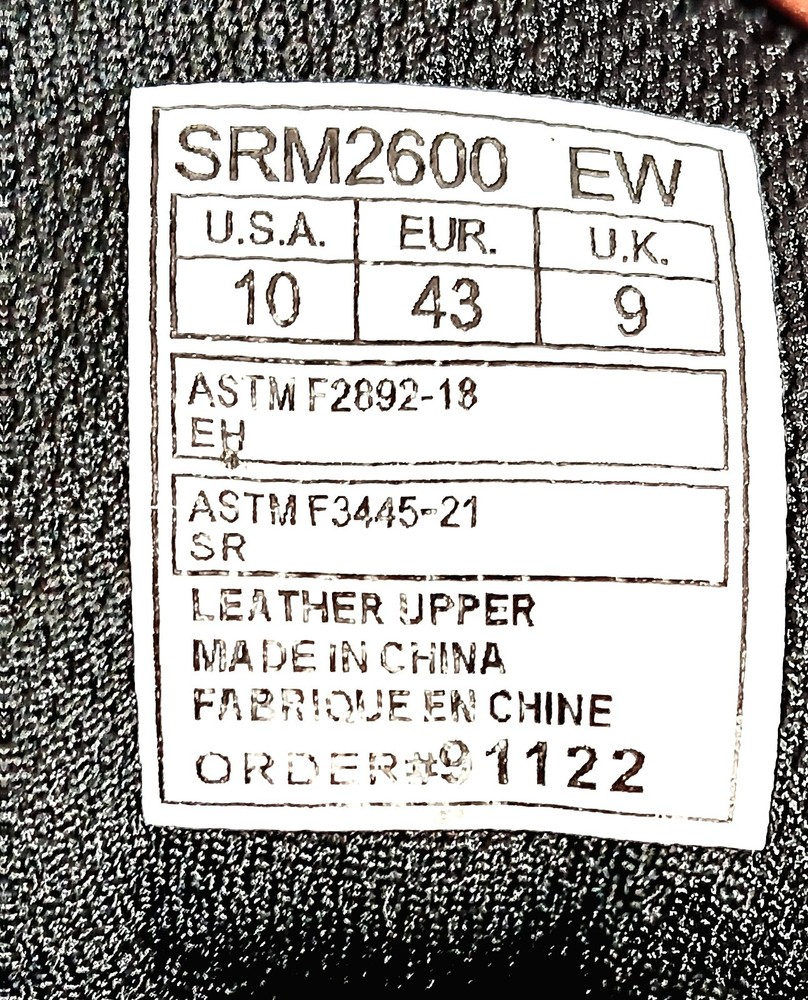 SRM2600 EW
U.S.A. EUR. U.K.
10 43 9
ASTM F2892-18
EH
ASTM F3445-21
SR
LEATHER UPPER
MADE IN CHINA
FABRIQUE EN CHINE
ORDER#91122